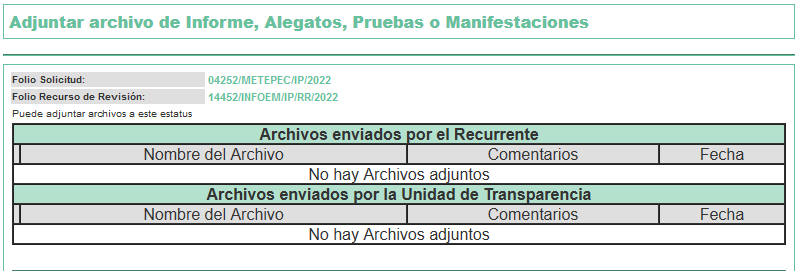 Adjuntar archivo de Informe, Alegatos, Pruebas o Manifestaciones
Folio Solicitud: 04252/METEPEC/IP/2022
Folio Recurso de Revisión: 14452/INFOEM/IP/RR/2022
Puede adjuntar archivos a este estatus
Archivos enviados por el Recurrente
Nombre del Archivo Comentarios Fecha
No hay Archivos adjuntos
Archivos enviados por la Unidad de Transparencia
Nombre del Archivo Comentarios Fecha
No hay Archivos adjuntos